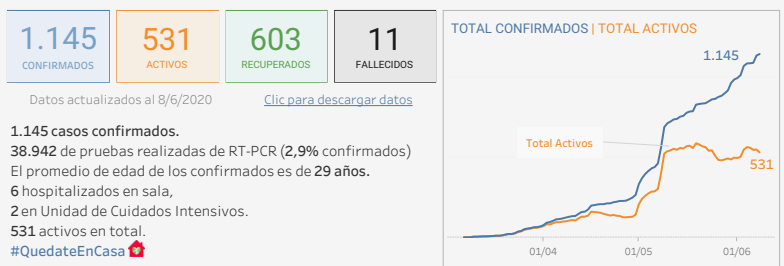 1.145
CONFIRMADOS
531
ACTIVOS
603
RECUPERADOS
11
FALLECIDOS
Datos actualizados al 8/6/2020
Clic para descargar datos
1.145 casos confirmados.
38.942 de pruebas realizadas de RT-PCR (2,9% confirmados)
El promedio de edad de los confirmados es de 29 años.
6 hospitalizados en sala,
2 en Unidad de Cuidados Intensivos.
531 activos en total.
#QuedateEnCasa
TOTAL CONFIRMADOS | TOTAL ACTIVOS
1.145
Total Activos
531
01/04
01/05
01/06